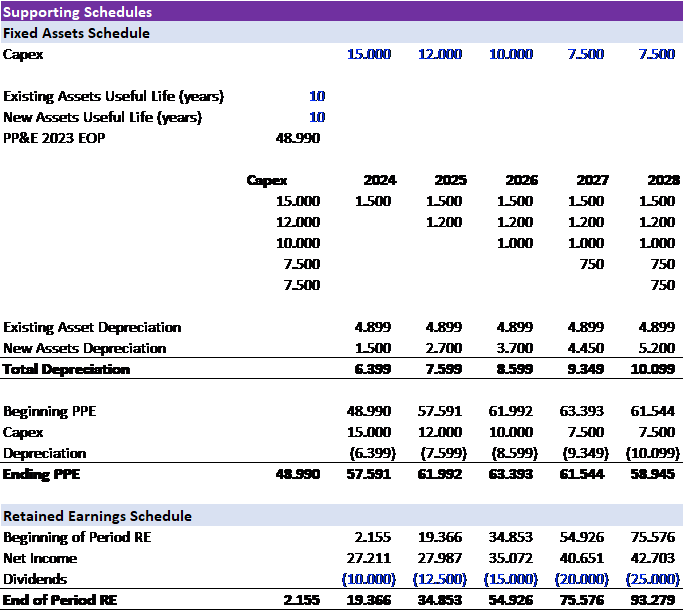 Supporting Schedules
Fixed Assets Schedule
Capex 15.000 12.000 10.000 7.500 7.500
Existing Assets Useful Life (years) 10
New Assets Useful Life (years) 10
PP&E 2023 EOP 48.990
Capex 2024 2025 2026 2027 2028
15.000 1.500 1.500 1.500 1.500 1.500
12.000 1.200 1.200 1.200 1.200
10.000 1.000 1.000 1.000
7.500 750 750
7.500 750
Existing Asset Depreciation 4.899 4.899 4.899 4.899 4.899
New Assets Depreciation 1.500 2.700 3.700 4.450 5.200
Total Depreciation 6.399 7.599 8.599 9.349 10.099
Beginning PPE 48.990 57.591 61.992 63.393 61.544
Capex 15.000 12.000 10.000 7.500 7.500
Depreciation (6.399) (7.599) (8.599) (9.349) (10.099)
Ending PPE 48.990 57.591 61.992 63.393 61.544 58.945
Retained Earnings Schedule
Beginning of Period RE 2.155 19.366 34.853 54.926 75.576
Net Income 27.211 27.987 35.072 40.651 42.703
Dividends (10.000) (12.500) (15.000) (20.000) (25.000)
End of Period RE 2.155 19.366 34.853 54.926 75.576 93.279